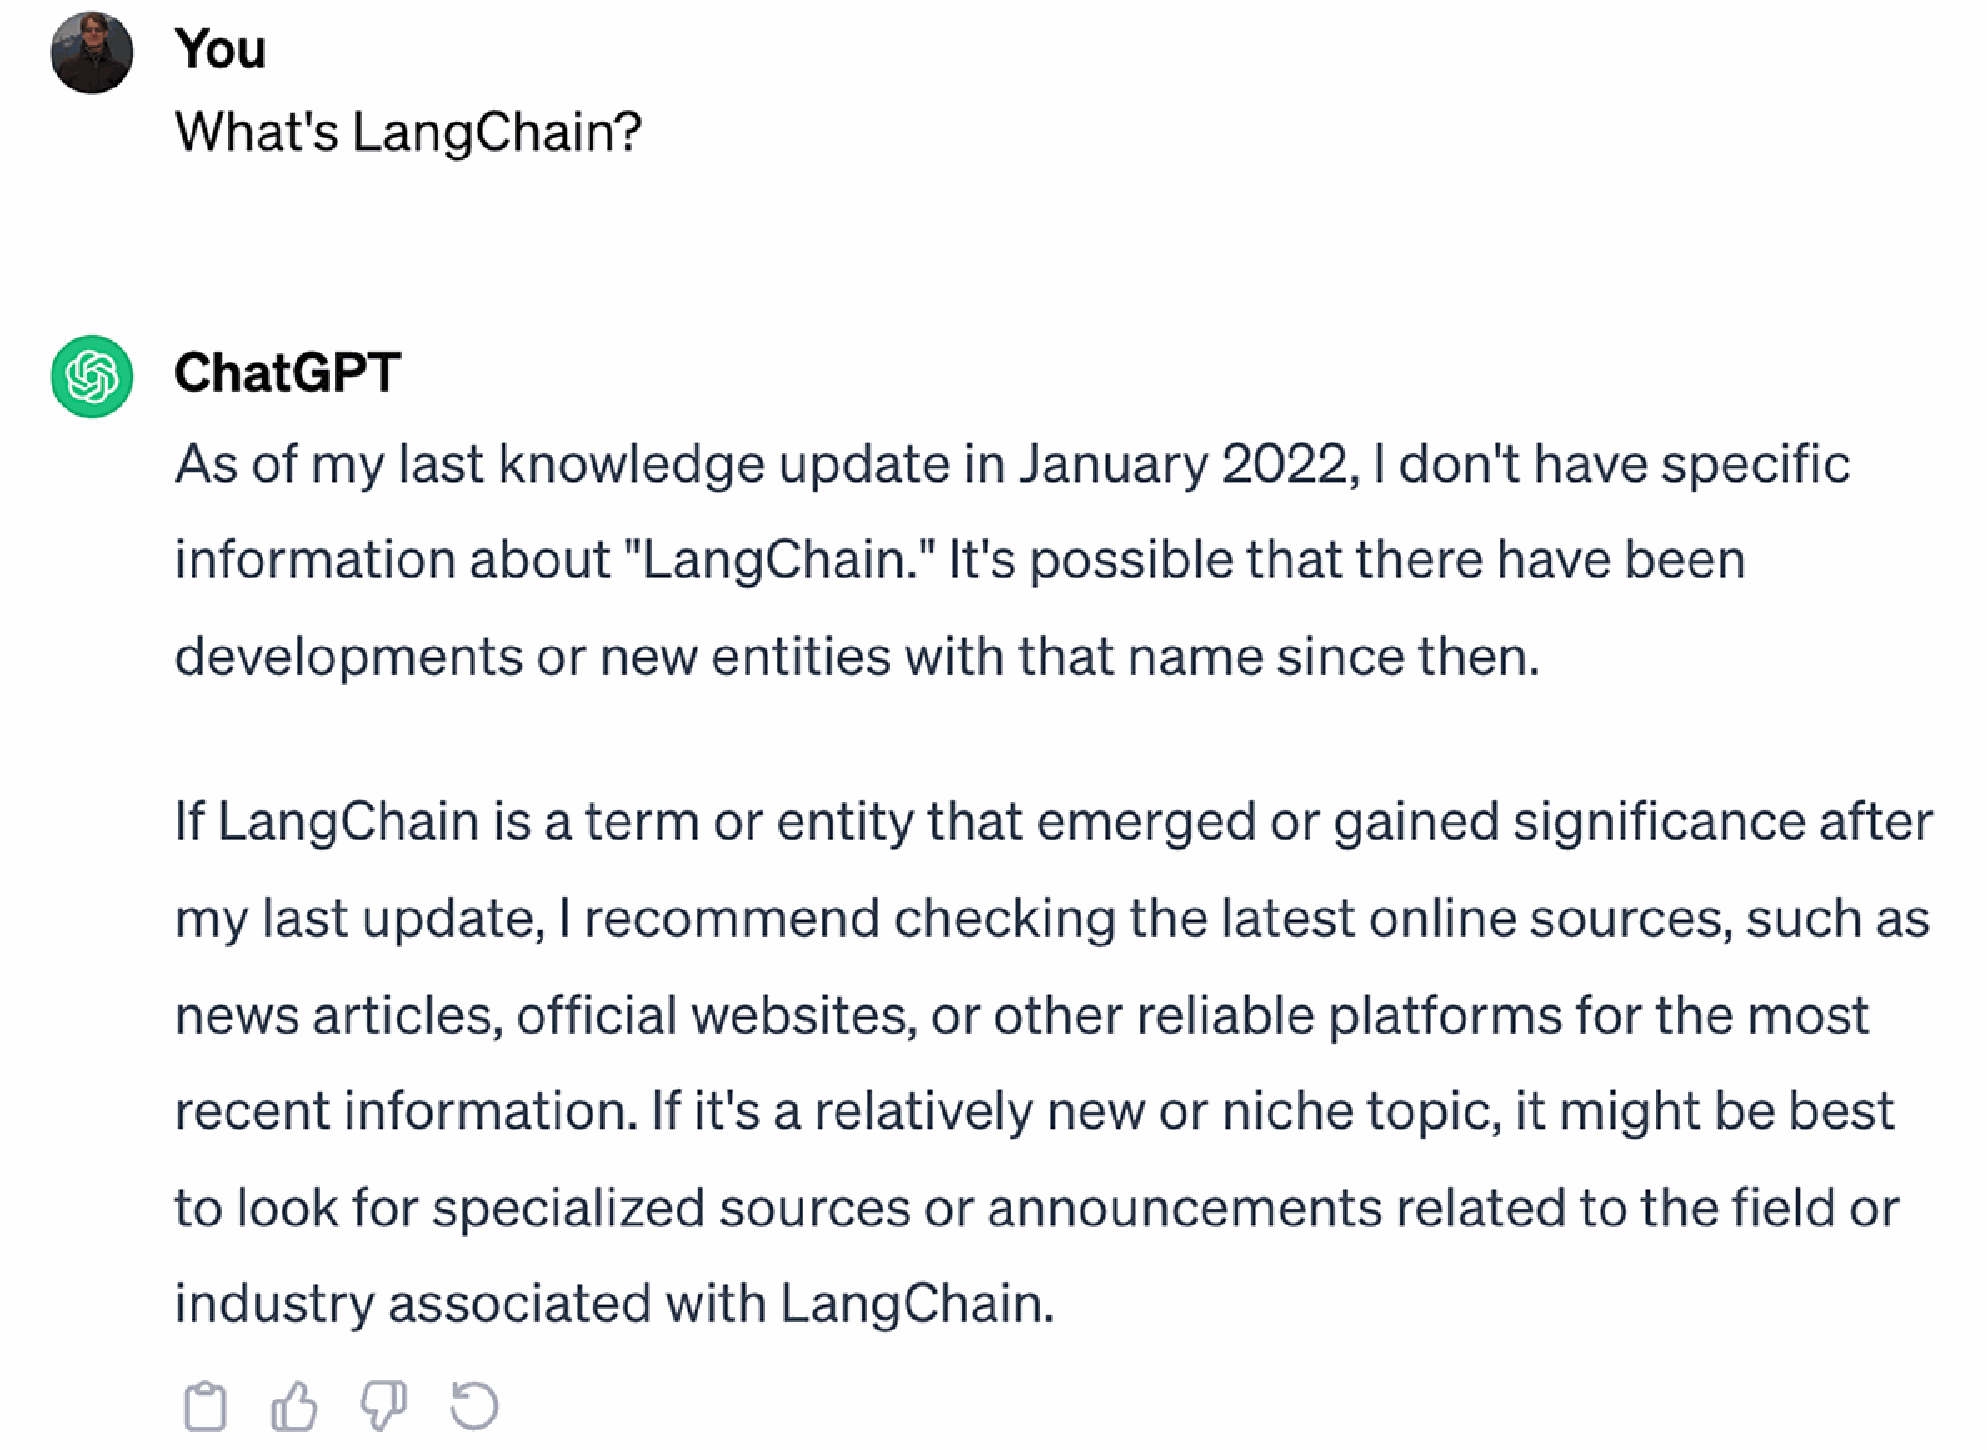 You
What's LangChain?
ChatGPT
As of my last knowledge update in January 2022, I don't have specific
information about "LangChain." It's possible that there have been
developments or new entities with that name since then.
If LangChain is a term or entity that emerged or gained significance after
my last update, I recommend checking the latest online sources, such as
news articles, official websites, or other reliable platforms for the most
recent information. If it's a relatively new or niche topic, it might be best
to look for specialized sources or announcements related to the field or
industry associated with LangChain.